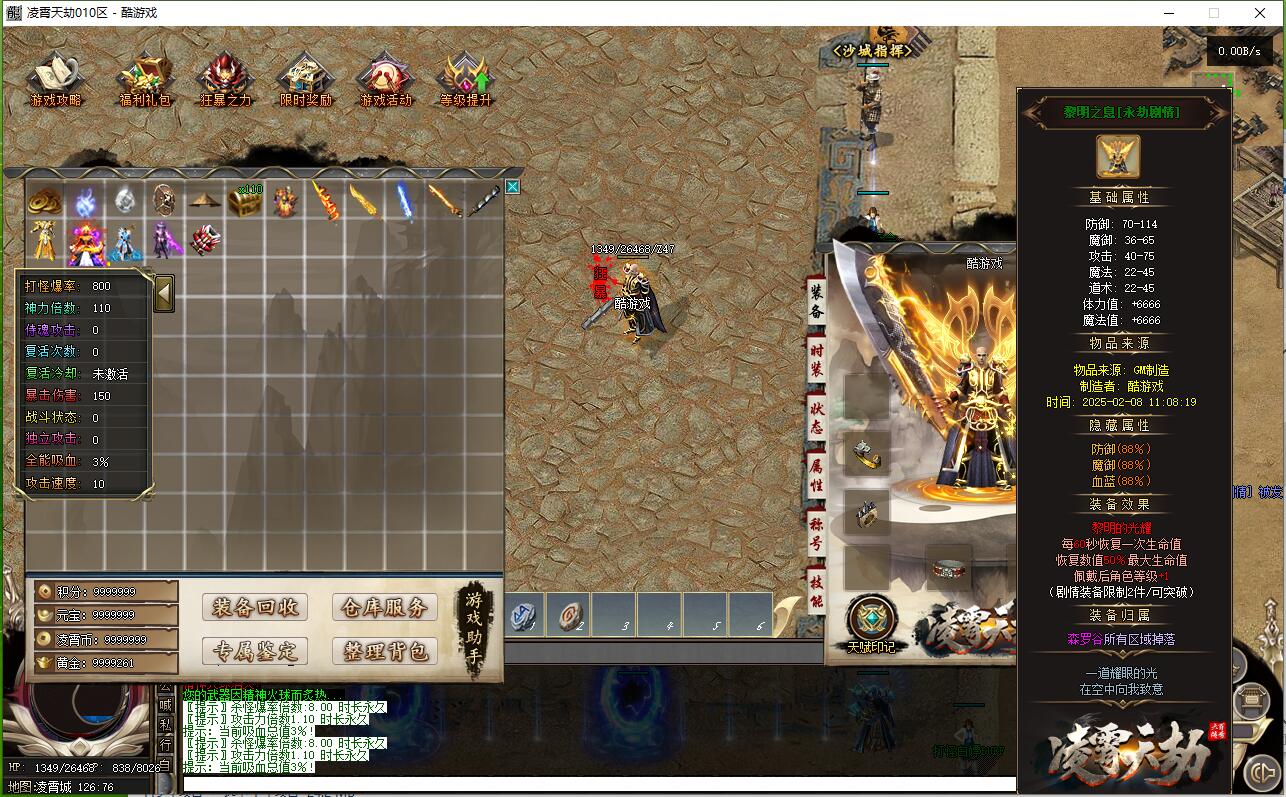 凌霄天劫010区 - 酷游戏
0.00B/s
<沙城指挥>
游戏攻略
福利礼包
狂暴之力
限时奖励
游戏活动
等级提升
x110
打怪爆率: 800
神力倍数: 110
侍魂攻击: 0
复活次数: 0
复活冷却: 未激活
暴击伤害: 150
战斗状态: 0
独立攻击: 0
全能吸血: 3%
攻击速度: 10
积分: 9999999
元宝: 9999999
凌霄币: 9999999
黄金: 9999261
装备回收
仓库服务
专属鉴定
整理背包
游戏助手
1349/26468/Z47
狂暴
酷游戏
1
2
3
4
5
6
酷游戏
装备
时装
状态
属性
称号
技能
天赋印记
凌霄天
黎明之息[永劫剧情]
基础属性
防御: 70-114
魔御: 36-65
攻击: 40-75
魔法: 22-45
道术: 22-45
体力值: +6666
魔法值: +6666
物品来源
物品来源: GM制造
制造者: 酷游戏
时间: 2025-02-08 11:08:19
隐藏属性
防御(88%)
魔御(88%)
血蓝(88%)
装备效果
黎明的光耀
每60秒恢复一次生命值
恢复数值50%最大生命值
佩戴后角色等级+1
(剧情装备限制2件/可突破)
装备归属
森罗谷所有区域掉落
一道耀眼的光
在空中向我致意
凌霄天劫
情] 被发
您的武器因精神火球而炙热...
【提示】杀怪爆率倍数:8.00 时长永久
【提示】攻击力倍数1.10 时长永久
提示: 当前吸血总值3%!
【提示】杀怪爆率倍数:8.00 时长永久
【提示】攻击力倍数1.10 时长永久
提示: 当前吸血总值3%!
喊
私
行
白
838/8026
地图:凌霄城 126:76